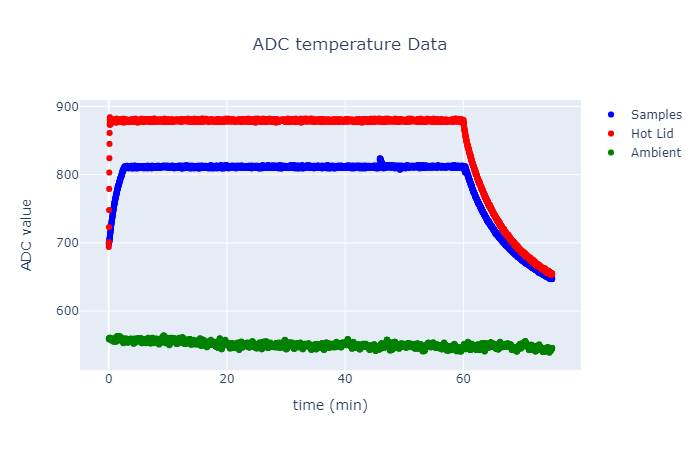 ADC temperature Data
900
800
700
600
ADC value
0
20
40
60
time (min)
Samples
Hot Lid
Ambient